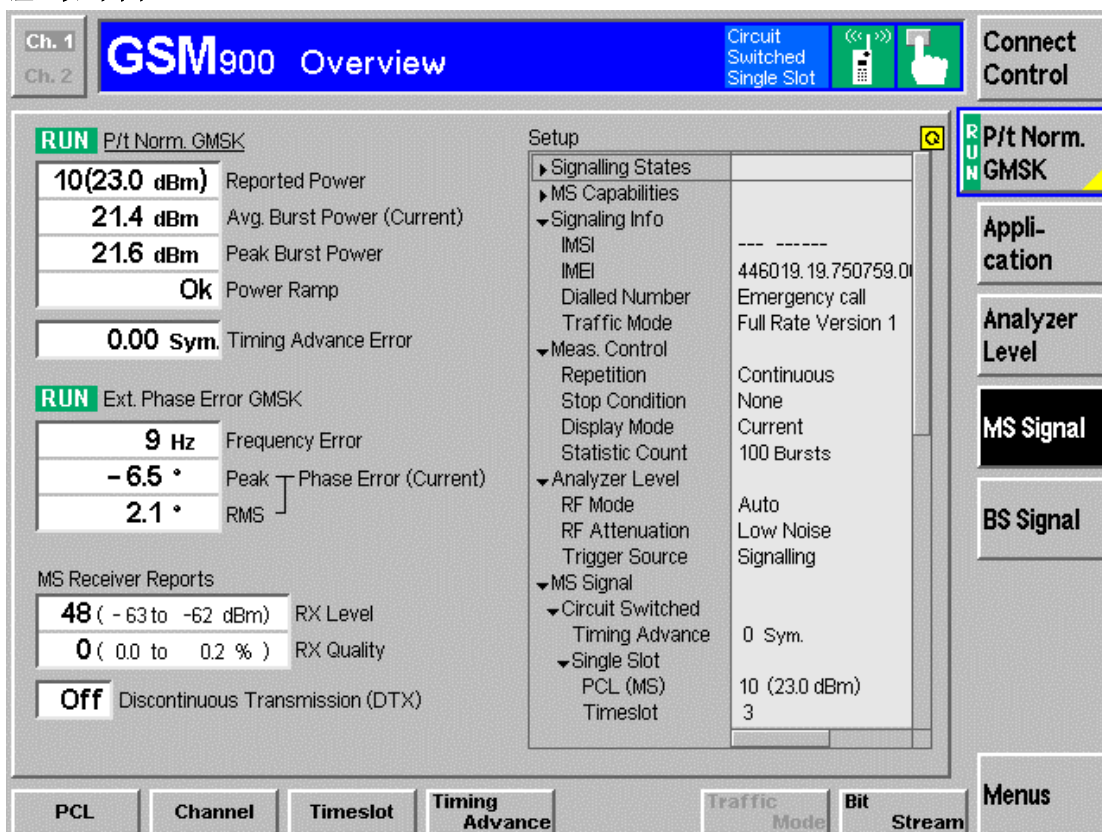 Ch. 1
Ch. 2
GSM900 Overview
Circuit
Switched
Single Slot
Connect
Control
RUN P/t Norm. GMSK
10(23.0 dBm) Reported Power
21.4 dBm Avg. Burst Power (Current)
21.6 dBm Peak Burst Power
Ok Power Ramp
0.00 Sym. Timing Advance Error
RUN Ext. Phase Error GMSK
9 Hz Frequency Error
-6.5 ° Peak Phase Error (Current)
2.1 ° RMS
MS Receiver Reports
48 ( -63 to -62 dBm) RX Level
0 ( 0.0 to 0.2 % ) RX Quality
Off Discontinuous Transmission (DTX)
Setup
Signalling States
MS Capabilities
Signaling Info
IMSI --- ------
IMEI 446019.19.750759.0
Dialled Number Emergency call
Traffic Mode Full Rate Version 1
Meas. Control
Repetition Continuous
Stop Condition None
Display Mode Current
Statistic Count 100 Bursts
Analyzer Level
RF Mode Auto
RF Attenuation Low Noise
Trigger Source Signalling
MS Signal
Circuit Switched
Timing Advance 0 Sym.
Single Slot
PCL (MS) 10 (23.0 dBm)
Timeslot 3
RUN P/t Norm.
GMSK
Appli-
cation
Analyzer
Level
MS Signal
BS Signal
Menus
PCL
Channel
Timeslot
Timing
Advance
Traffic
Mode
Bit
Stream